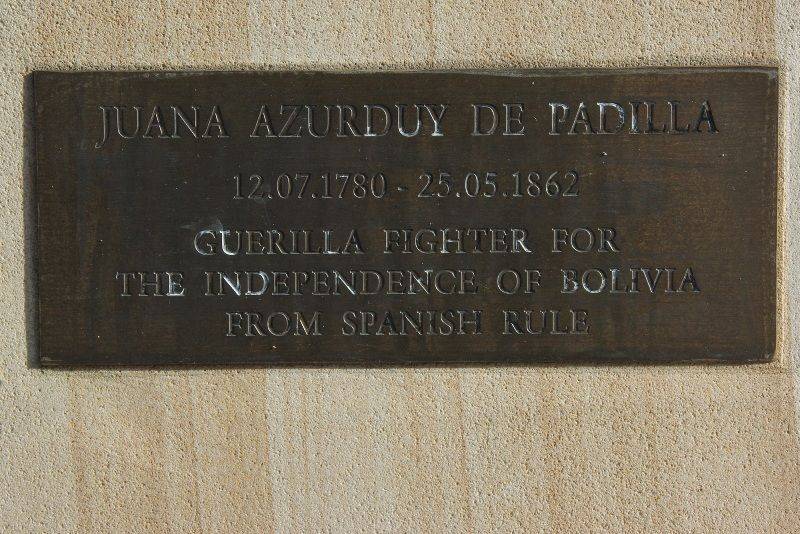 JUANA AZURDUY DE PADILLA
12.07.1780 - 25.05.1862
GUERILLA FIGHTER FOR
THE INDEPENDENCE OF BOLIVIA
FROM SPANISH RULE